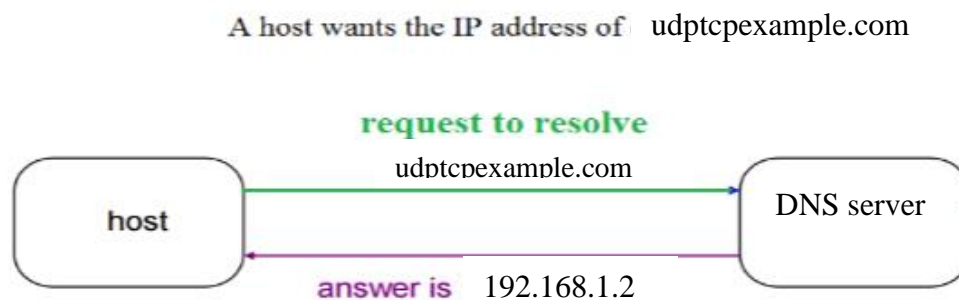 A host wants the IP address of udptcpexample.com
request to resolve
udptcpexample.com
host
DNS server
answer is 192.168.1.2